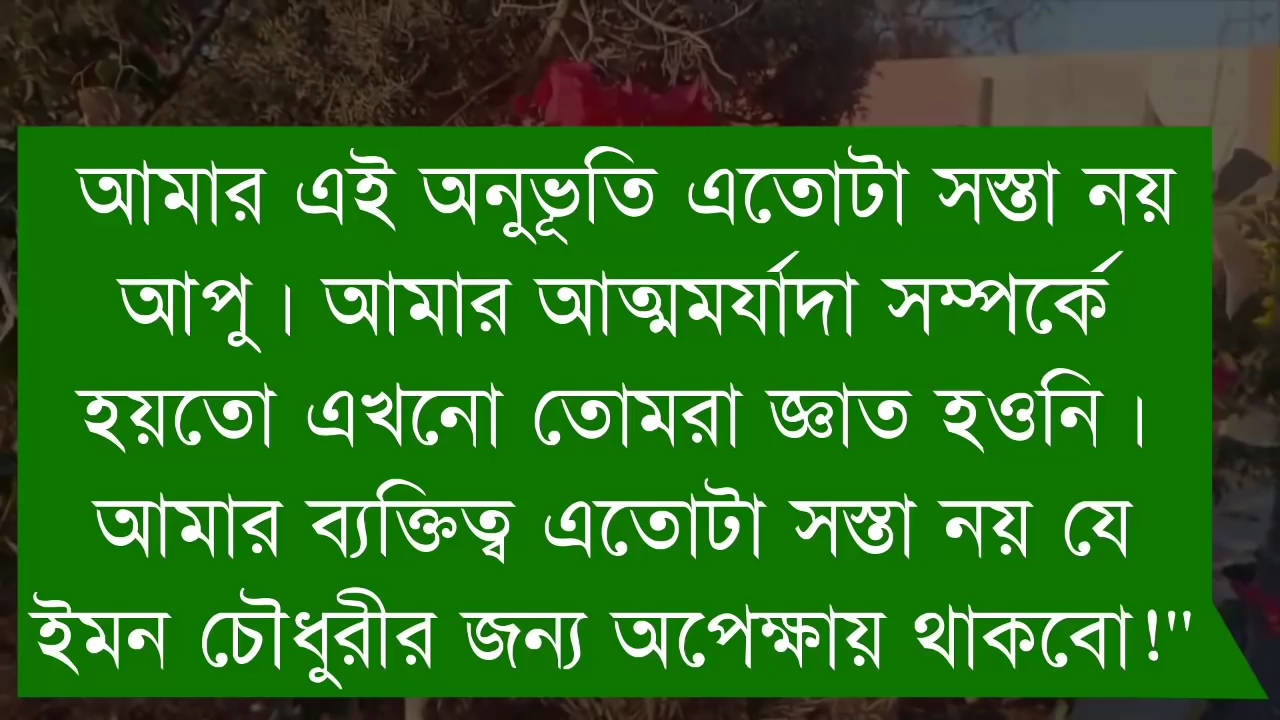 আমার এই অনুভূতি এতোটা সস্তা নয়
আপু। আমার আত্মমর্যাদা সম্পর্কে
হয়তো এখনো তোমরা জ্ঞাত হওনি।
আমার ব্যক্তিত্ব এতোটা সস্তা নয় যে
ইমন চৌধুরীর জন্য অপেক্ষায় থাকবো!"